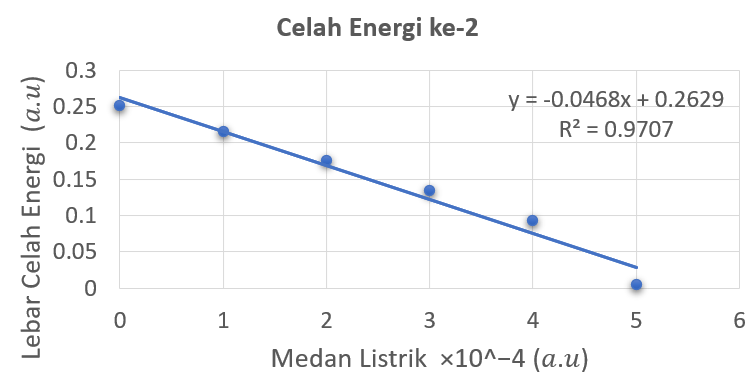 Celah Energi ke-2
Lebar Celah Energi (a.u)
0.3
0.25
0.2
0.15
0.1
0.05
0
y = -0.0468x + 0.2629
R² = 0.9707
0 1 2 3 4 5 6
Medan Listrik ×10^−4 (a.u)